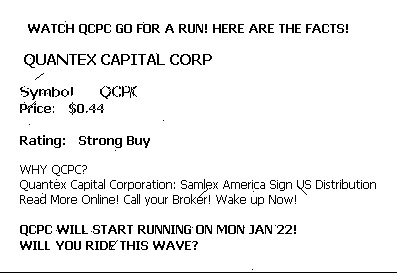 WATCH QCPC GO FOR A RUN! HERE ARE THE FACTS!
QUANTEX CAPITAL CORP
Symbol QCPC
Price: $0.44
Rating: Strong Buy
WHY QCPC?
Quantex Capital Corporation: Samlex America Sign US Distribution
Read More Online! Call your Broker! Wake up Now!
QCPC WILL START RUNNING ON MON JAN 22!
WILL YOU RIDE THIS WAVE?